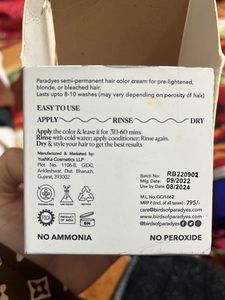 Paradyes semi-permanent hair color cream for pre-lightened,
blonde, or bleached hair.
Lasts upto 8-10 washes (may vary depending on porosity of hair)
EASY TO USE
APPLY RINSE DRY
Apply the color & leave it for 30-60 mins
Rinse with cold water; apply conditioner; Rinse again.
Dry & style your hair to get the best results
Manufactured & Marketed by:
YoshKa Cosmetics LLP
Plot No. 1106-8, GIDC,
Ankleshwar, Dist. Bharuch,
Gujarat, 393002
Batch No. RB220902
Mfg. Date: 09/2022
Use by Date: 08/2024
M.L No. GC/1662
MRP ₹ (Incl. of all taxes) : 795/-
www.birdsofparadyes.com
@birdsofparadyes
6M
NO AMMONIA
NO PEROXIDE